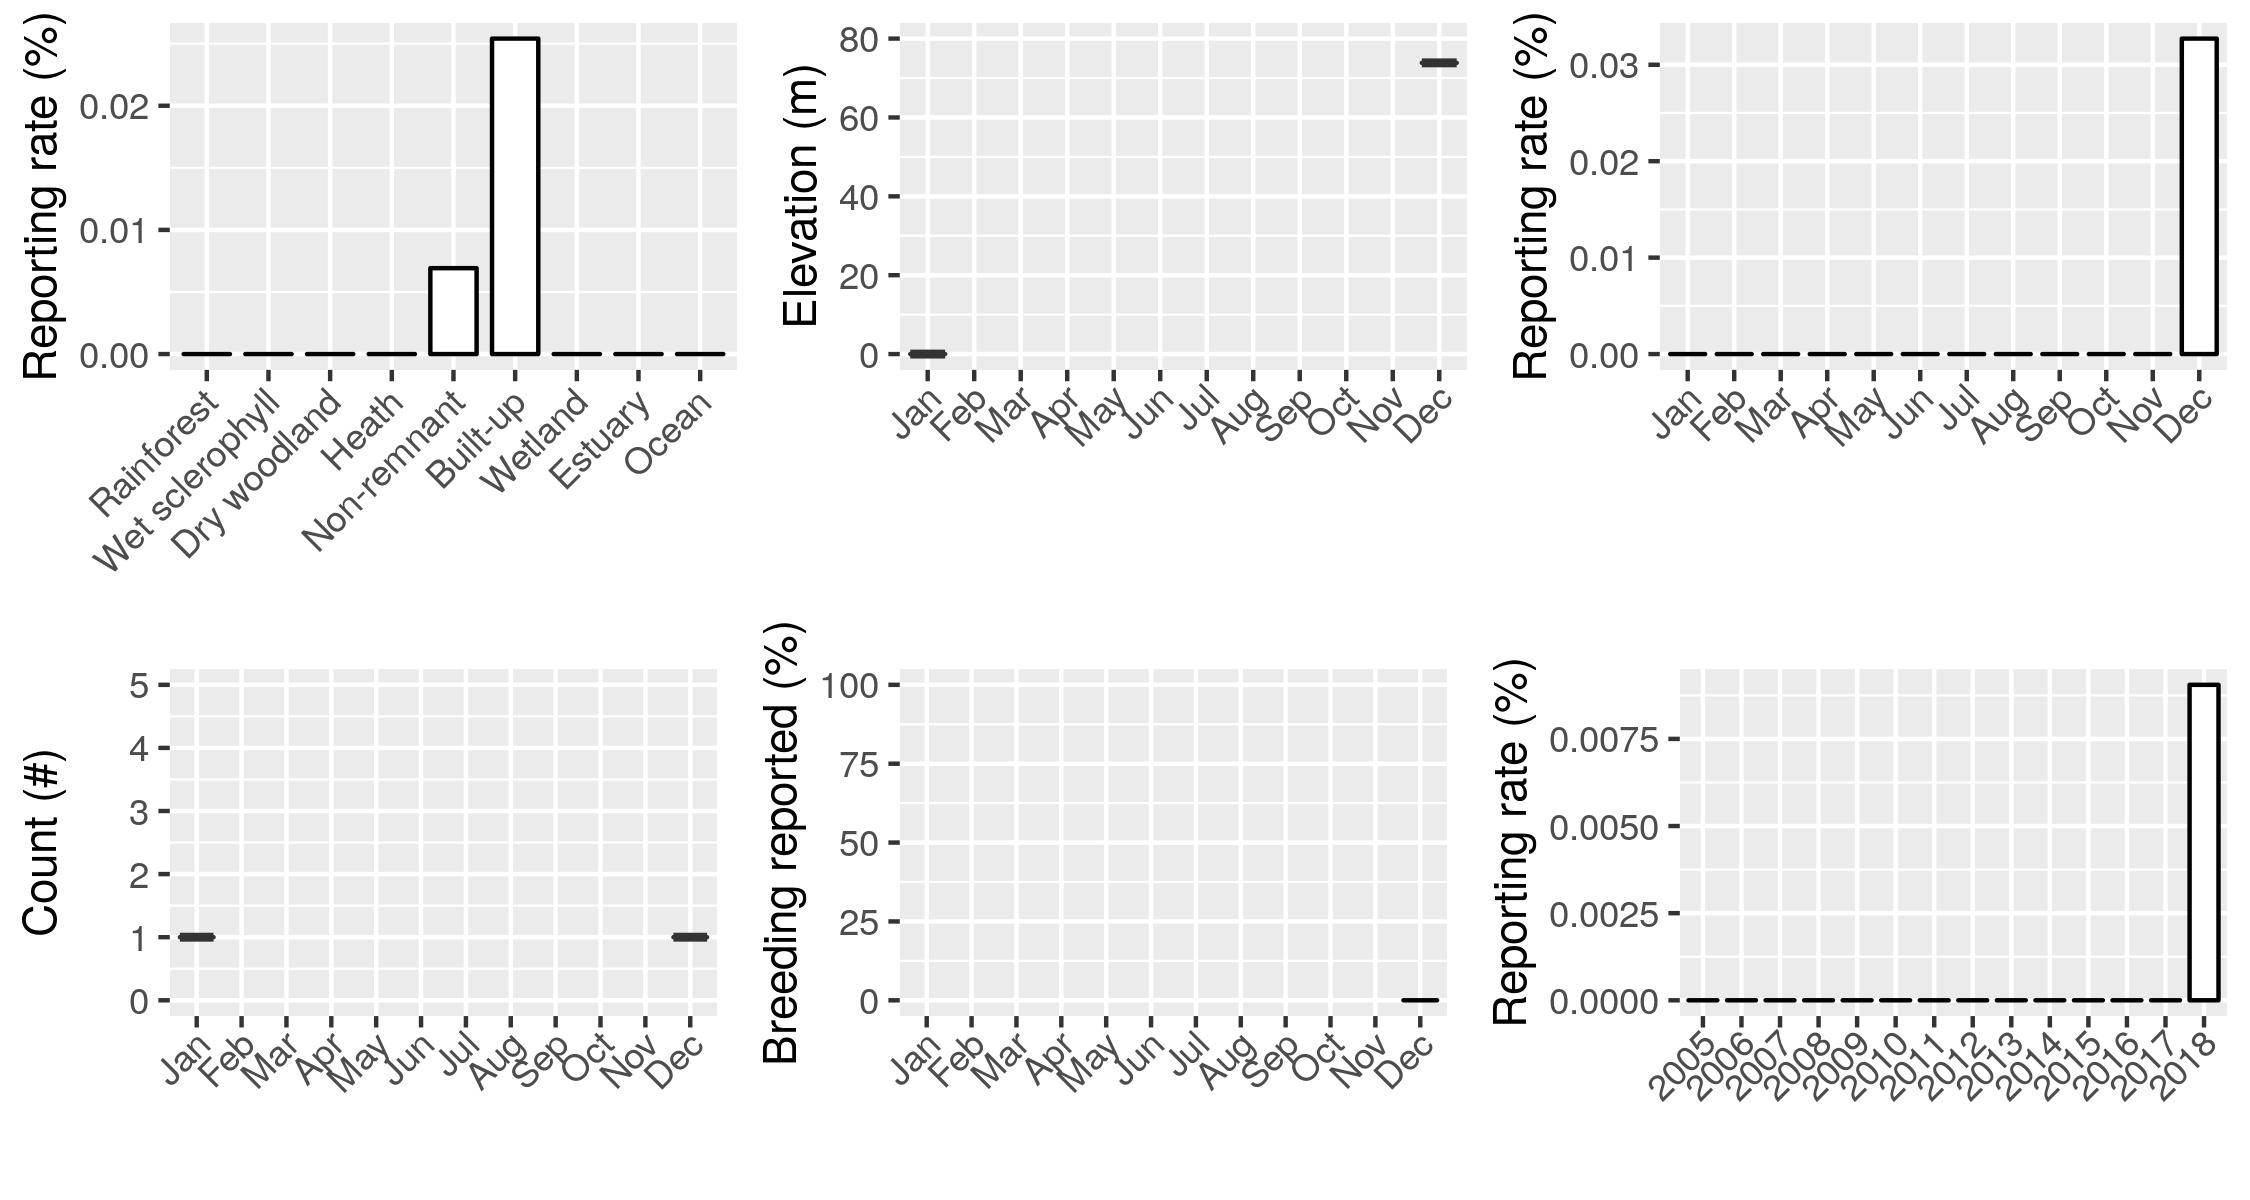 Reporting rate (%)
0.02
0.01
0.00
Rainforest
Wet sclerophyll
Dry woodland
Heath
Non-remnant
Built-up
Wetland
Estuary
Ocean
Elevation (m)
80
60
40
20
0
Jan
Feb
Mar
Apr
May
Jun
Jul
Aug
Sep
Oct
Nov
Dec
Reporting rate (%)
0.03
0.02
0.01
0.00
Jan
Feb
Mar
Apr
May
Jun
Jul
Aug
Sep
Oct
Nov
Dec
Count (#)
5
4
3
2
1
0
Jan
Feb
Mar
Apr
May
Jun
Jul
Aug
Sep
Oct
Nov
Dec
Breeding reported (%)
100
75
50
25
0
Jan
Feb
Mar
Apr
May
Jun
Jul
Aug
Sep
Oct
Nov
Dec
Reporting rate (%)
0.0075
0.0050
0.0025
0.0000
2005
2006
2007
2008
2009
2010
2011
2012
2013
2014
2015
2016
2017
2018